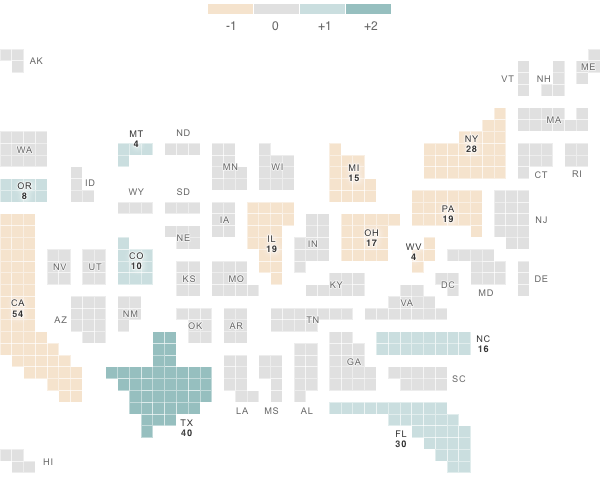 -1 0 +1 +2
AK
ME
VT NH
MA
NY
28
MT
4
ND
WA
MN
WI
MI
15
CT RI
OR
8
ID
WY SD
IA
PA
19
NJ
NE
IL
19
IN
OH
17
WV
4
NV UT
CO
10
KS MO
KY
DC
MD
DE
CA
54
AZ
NM
OK AR
TN
VA
NC
16
GA
SC
LA MS AL
TX
40
FL
30
HI